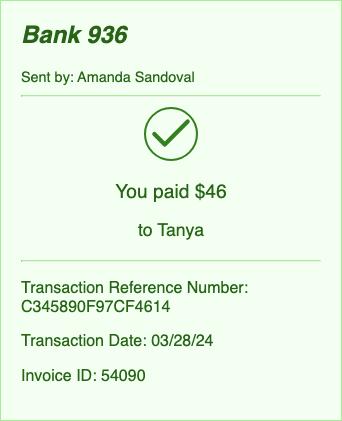 Bank 936
Sent by: Amanda Sandoval
You paid $46
to Tanya
Transaction Reference Number:
C345890F97CF4614
Transaction Date: 03/28/24
Invoice ID: 54090